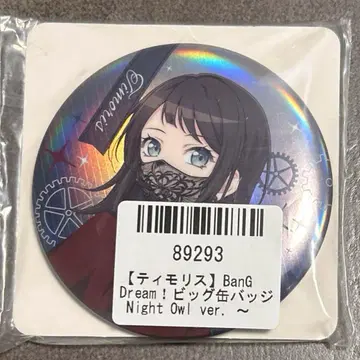 Timoris
89293
【ティモリス】BanG
Dream！ビッグ缶バッジ
Night Owl ver. ～